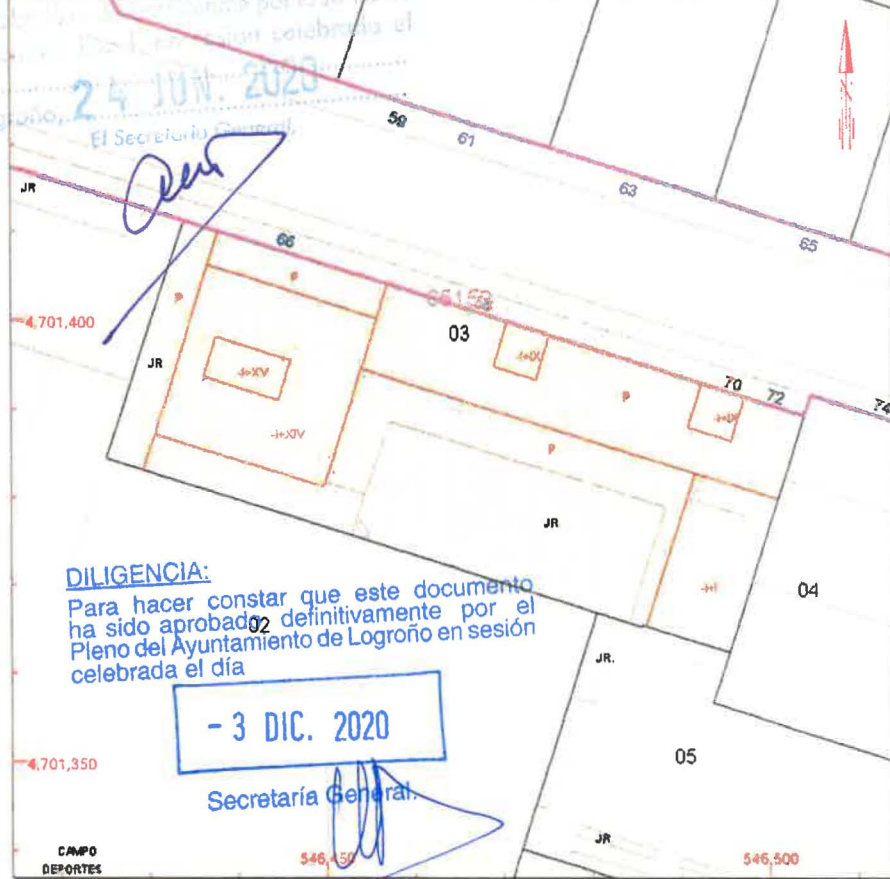 celebrada el
24 JUN. 2020
El Secretario General,
59
61
63
65
JR
66
P
P
4,701,400
03
JR
-I+XV
-I+XIV
P
70
72
74
P
JR
-I+I
04
DILIGENCIA:
Para hacer constar que este documento
ha sido aprobado definitivamente por el
02
Pleno del Ayuntamiento de Logroño en sesión
celebrada el día
JR.
- 3 DIC. 2020
05
4,701,350
Secretaría General.
JR
CAMPO
DEPORTES
546,450
546,500